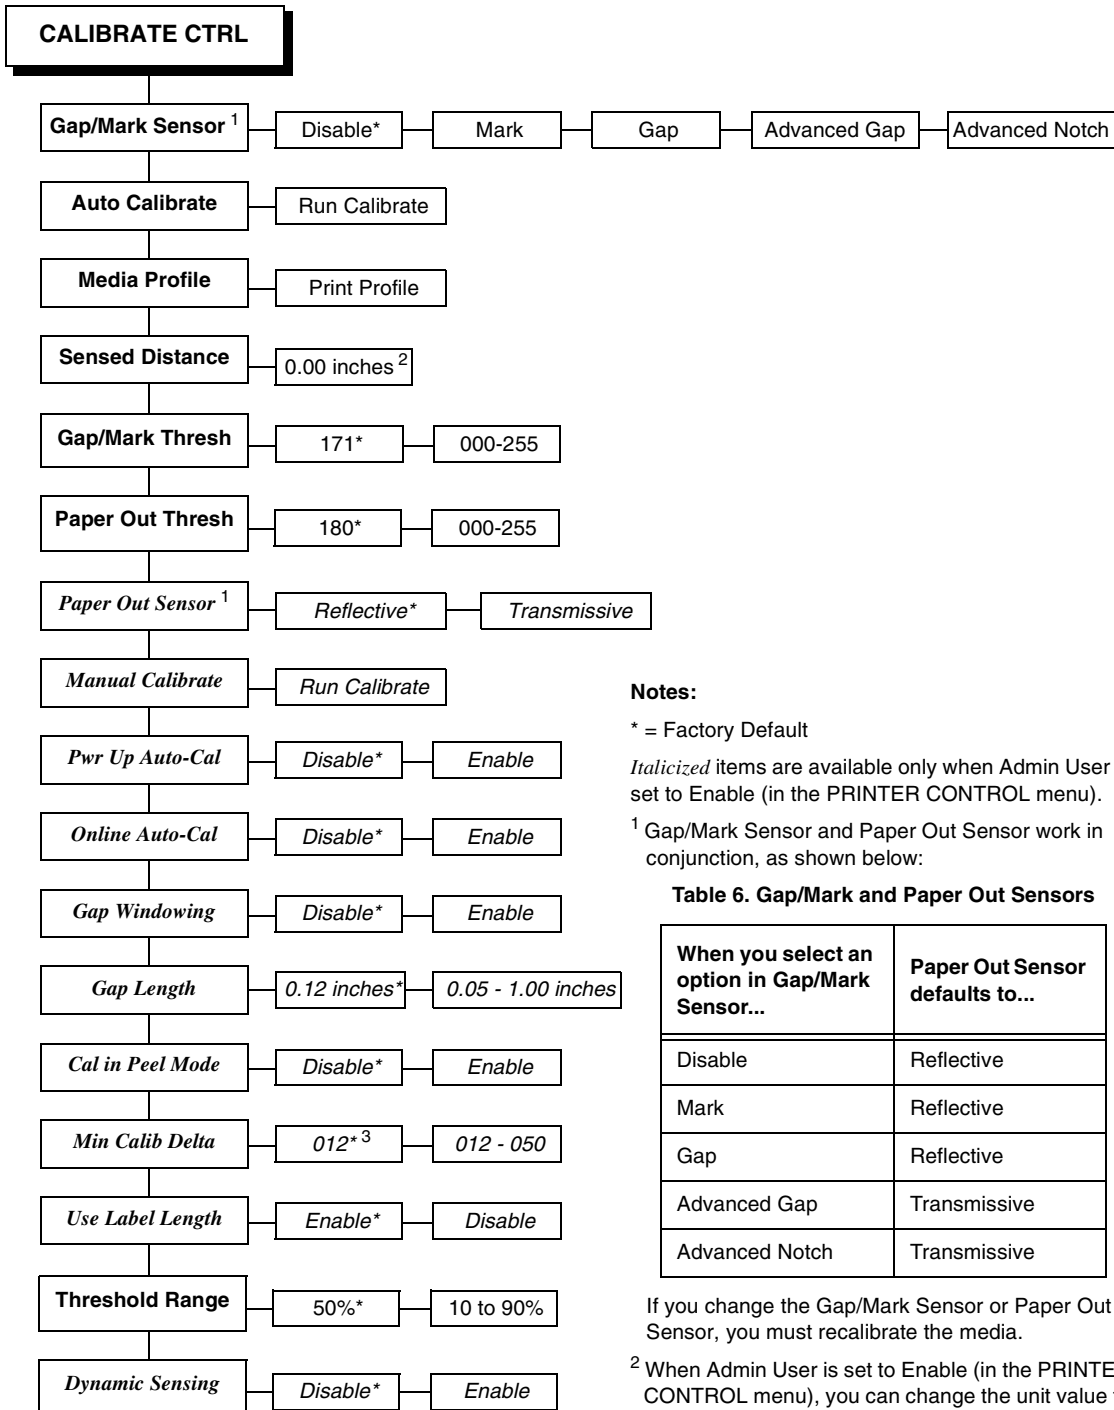 CALIBRATE CTRL
Gap/Mark Sensor 1 Disable* Mark Gap Advanced Gap Advanced Notch
Auto Calibrate Run Calibrate
Media Profile Print Profile
Sensed Distance 0.00 inches 2
Gap/Mark Thresh 171* 000-255
Paper Out Thresh 180* 000-255
Paper Out Sensor 1 Reflective* Transmissive
Manual Calibrate Run Calibrate
Pwr Up Auto-Cal Disable* Enable
Online Auto-Cal Disable* Enable
Gap Windowing Disable* Enable
Gap Length 0.12 inches* 0.05 - 1.00 inches
Cal in Peel Mode Disable* Enable
Min Calib Delta 012* 3 012 - 050
Use Label Length Enable* Disable
Threshold Range 50%* 10 to 90%
Dynamic Sensing Disable* Enable
Notes:
* = Factory Default
Italicized items are available only when Admin User
set to Enable (in the PRINTER CONTROL menu).
1 Gap/Mark Sensor and Paper Out Sensor work in
conjunction, as shown below:
Table 6. Gap/Mark and Paper Out Sensors
When you select an
option in Gap/Mark
Sensor...
Paper Out Sensor
defaults to...
Disable Reflective
Mark Reflective
Gap Reflective
Advanced Gap Transmissive
Advanced Notch Transmissive
If you change the Gap/Mark Sensor or Paper Out
Sensor, you must recalibrate the media.
2 When Admin User is set to Enable (in the PRINTE
CONTROL menu), you can change the unit value